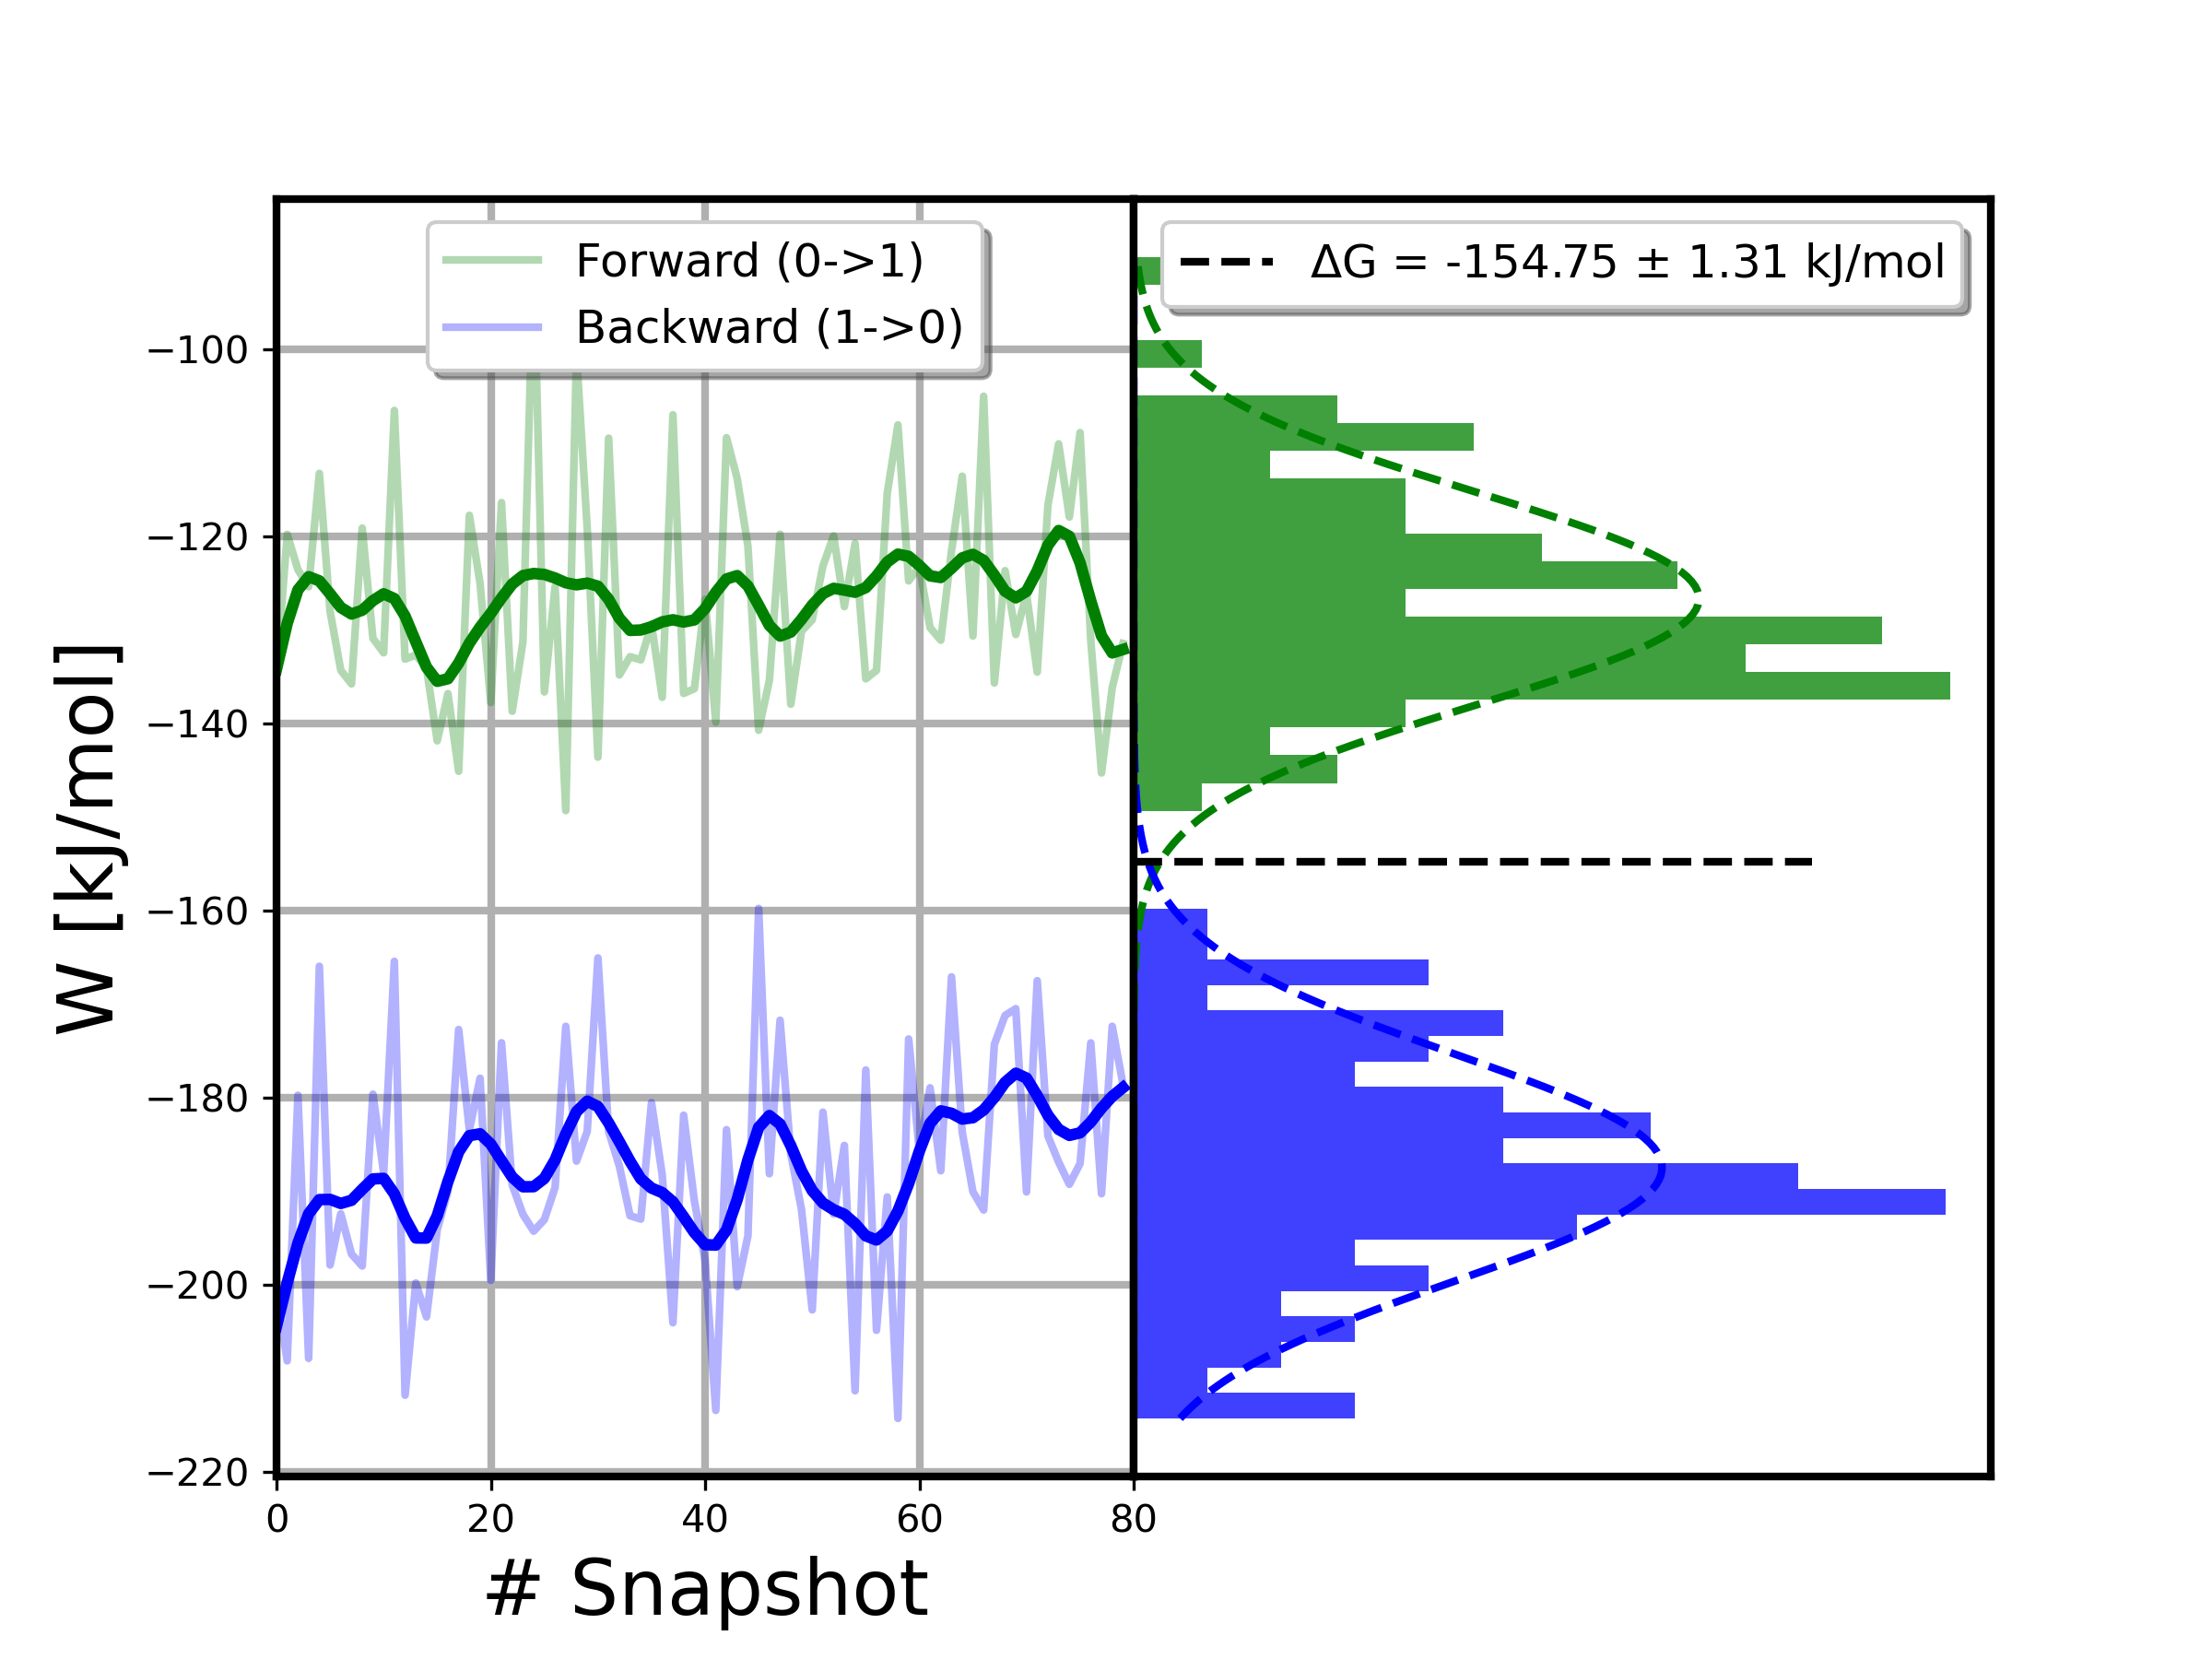 Forward (0->1)
Backward (1->0)
ΔG = -154.75 ± 1.31 kJ/mol
W [kJ/mol]
−100
−120
−140
−160
−180
−200
−220
0 20 40 60 80
# Snapshot